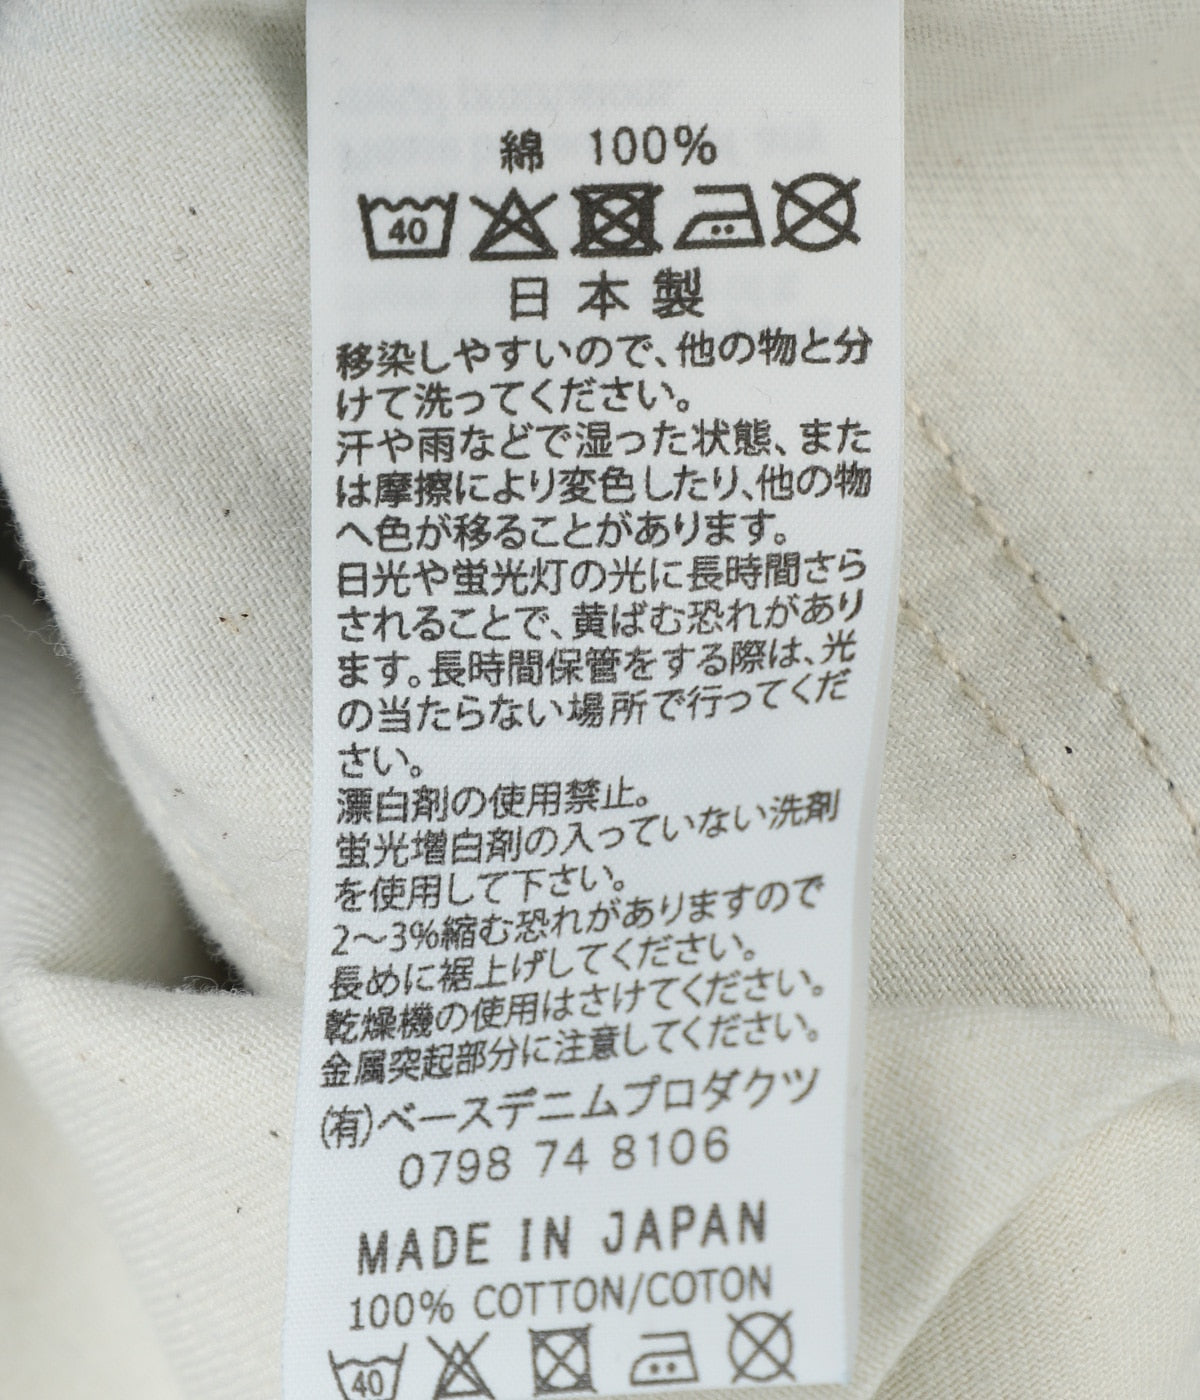 綿 100%
40
日本製
移染しやすいので、他の物と分
けて洗ってください。
汗や雨などで湿った状態、また
は摩擦により変色したり、他の物
へ色が移ることがあります。
日光や蛍光灯の光に長時間さら
されることで、黄ばむ恐れがあり
ます。長時間保管をする際は、光
の当たらない場所で行ってくだ
さい。
漂白剤の使用禁止。
蛍光増白剤の入っていない洗剤
を使用して下さい。
2～3%縮む恐れがありますので
長めに裾上げしてください。
乾燥機の使用はさけてください。
金属突起部分に注意してください。
(有)ベースデニムプロダクツ
0798 74 8106
MADE IN JAPAN
100% COTTON/COTON
40